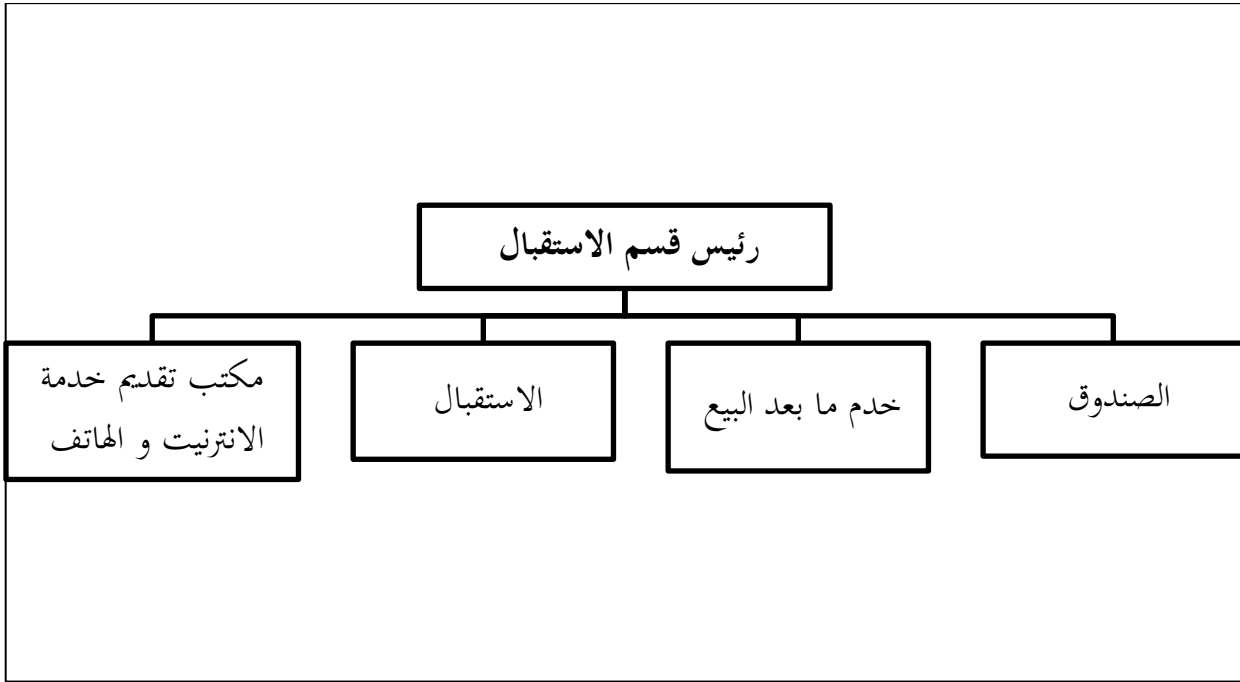 رئيس قسم الاستقبال
الصندوق
خدم ما بعد البيع
الاستقبال
مكتب تقديم خدمة
الانترنيت و الهاتف